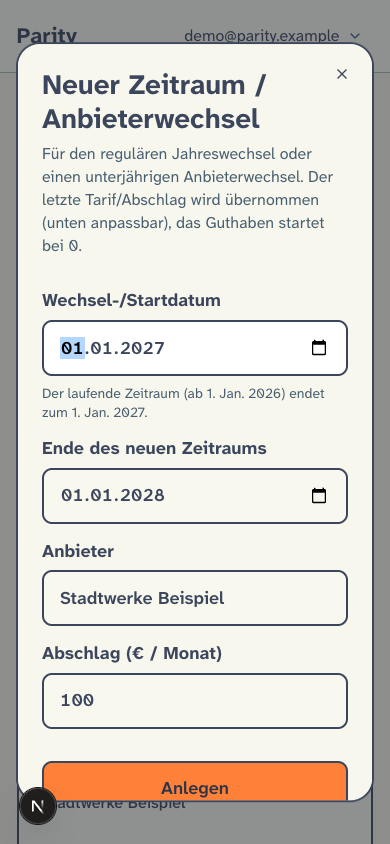 Parity
demo@parity.example
Neuer Zeitraum /
Anbieterwechsel
Für den regulären Jahreswechsel oder
einen unterjährigen Anbieterwechsel. Der
letzte Tarif/Abschlag wird übernommen
(unten anpassbar), das Guthaben startet
bei 0.
Wechsel-/Startdatum
01.01.2027
Der laufende Zeitraum (ab 1. Jan. 2026) endet
zum 1. Jan. 2027.
Ende des neuen Zeitraums
01.01.2028
Anbieter
Stadtwerke Beispiel
Abschlag (€ / Monat)
100
Anlegen
N
adtwerke Beispiel